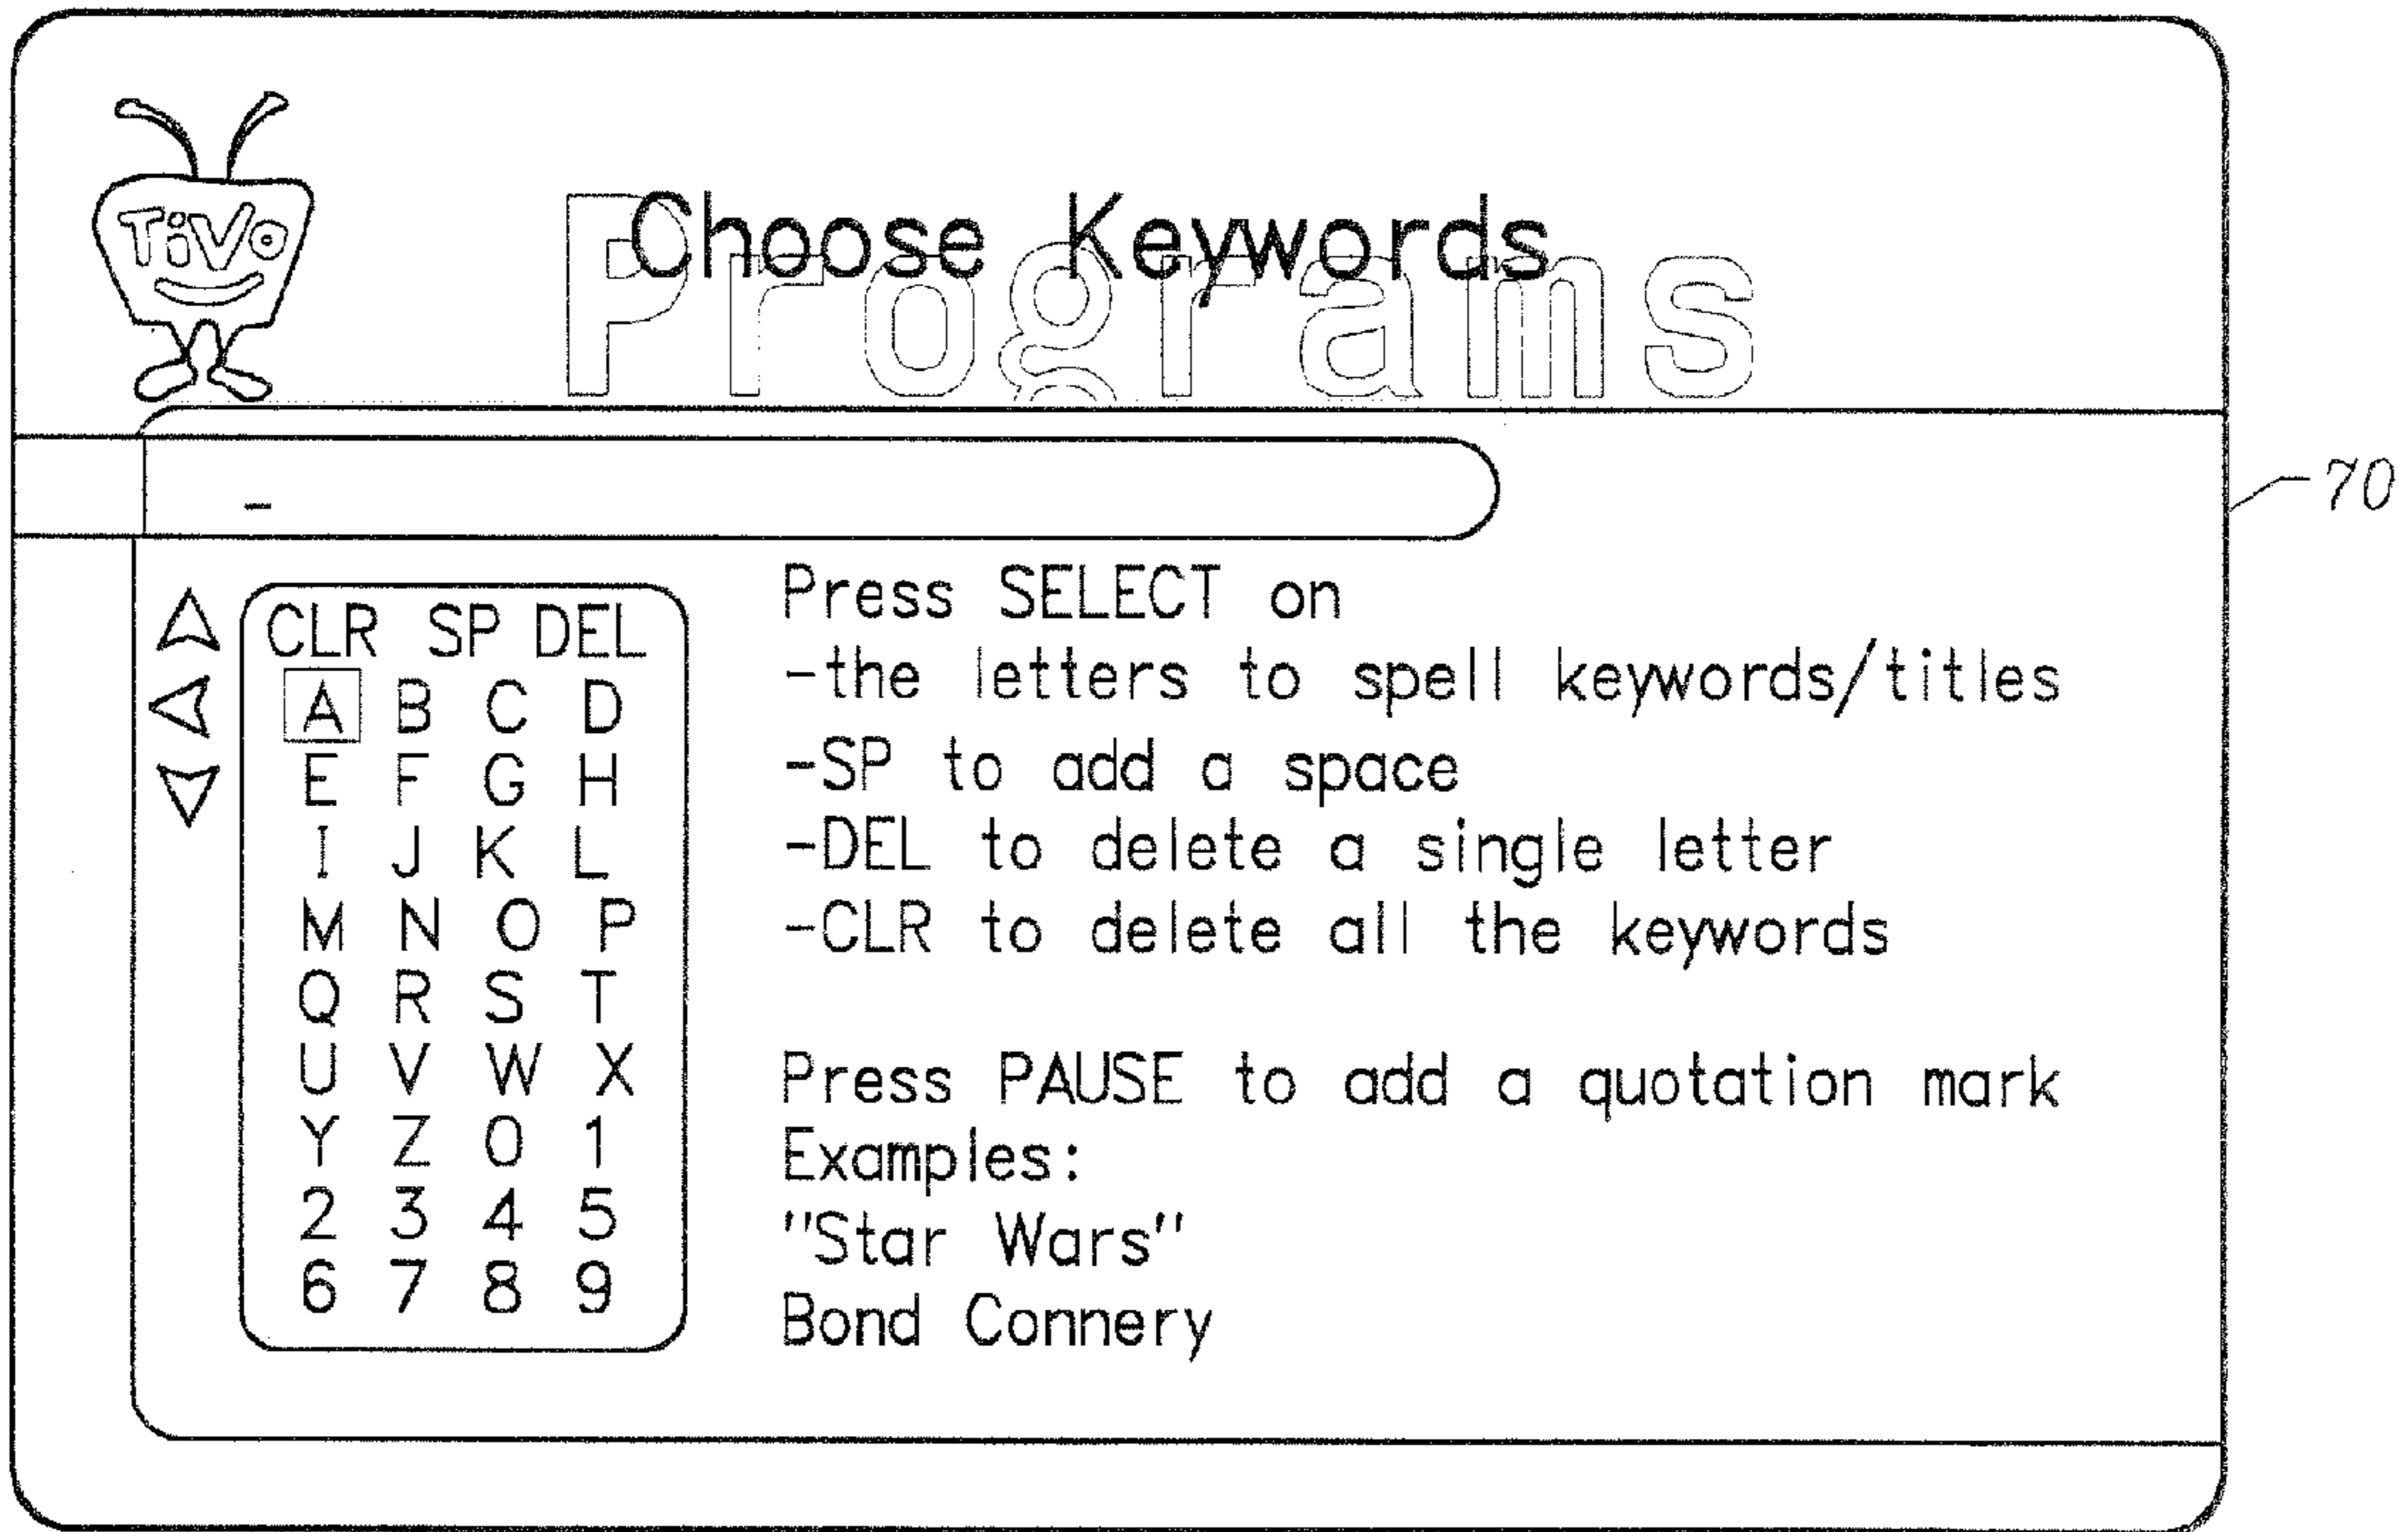 TiVo
Choose Keywords
Programs
-
70
CLR SP DEL
A B C D
E F G H
I J K L
M N O P
Q R S T
U V W X
Y Z 0 1
2 3 4 5
6 7 8 9
Press SELECT on
-the letters to spell keywords/titles
-SP to add a space
-DEL to delete a single letter
-CLR to delete all the keywords
Press PAUSE to add a quotation mark
Examples:
"Star Wars"
Bond Connery